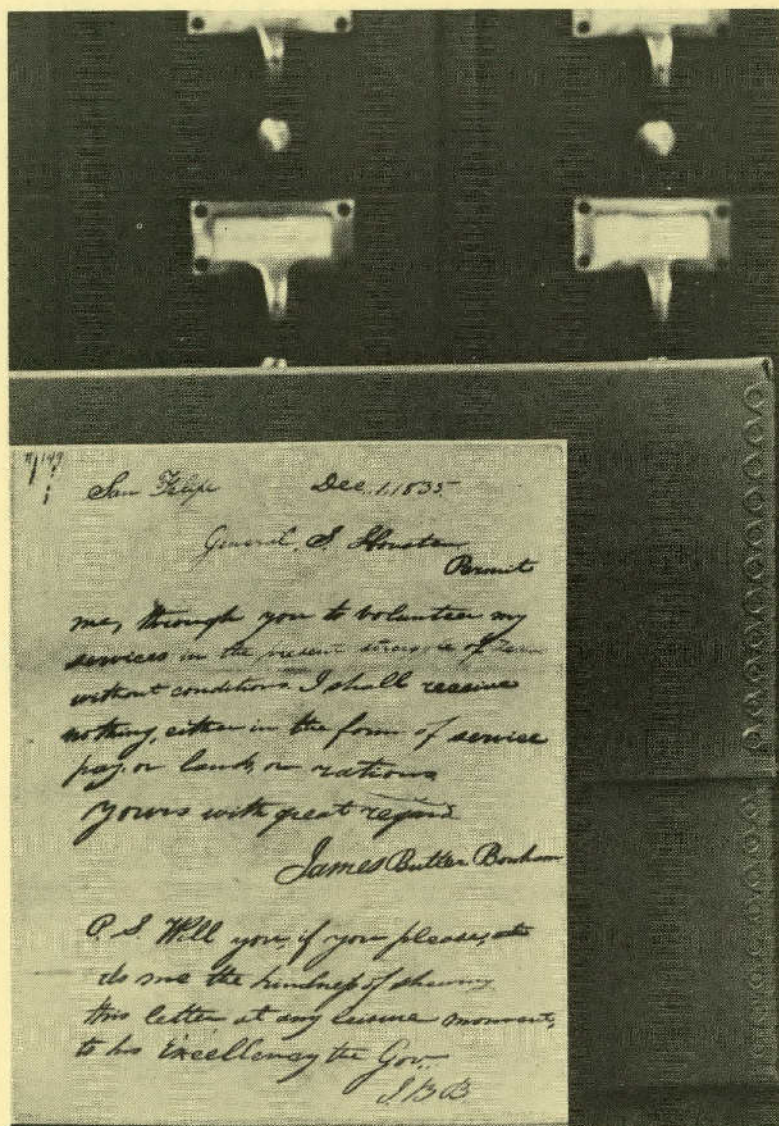 San Felipe Dec. 1, 1835
General, S. Houston
Permit
me, through you to volunteer my
services in the present struggle of Texas
without conditions. I shall receive
nothing, either in the form of service
pay, or lands, or rations
Yours with great regard
James Butler Bonham
P. S. Will you, if you please,
do me the kindness of shewing
this letter at any leisure moment,
to his Excellency the Gov.
J. B. B.